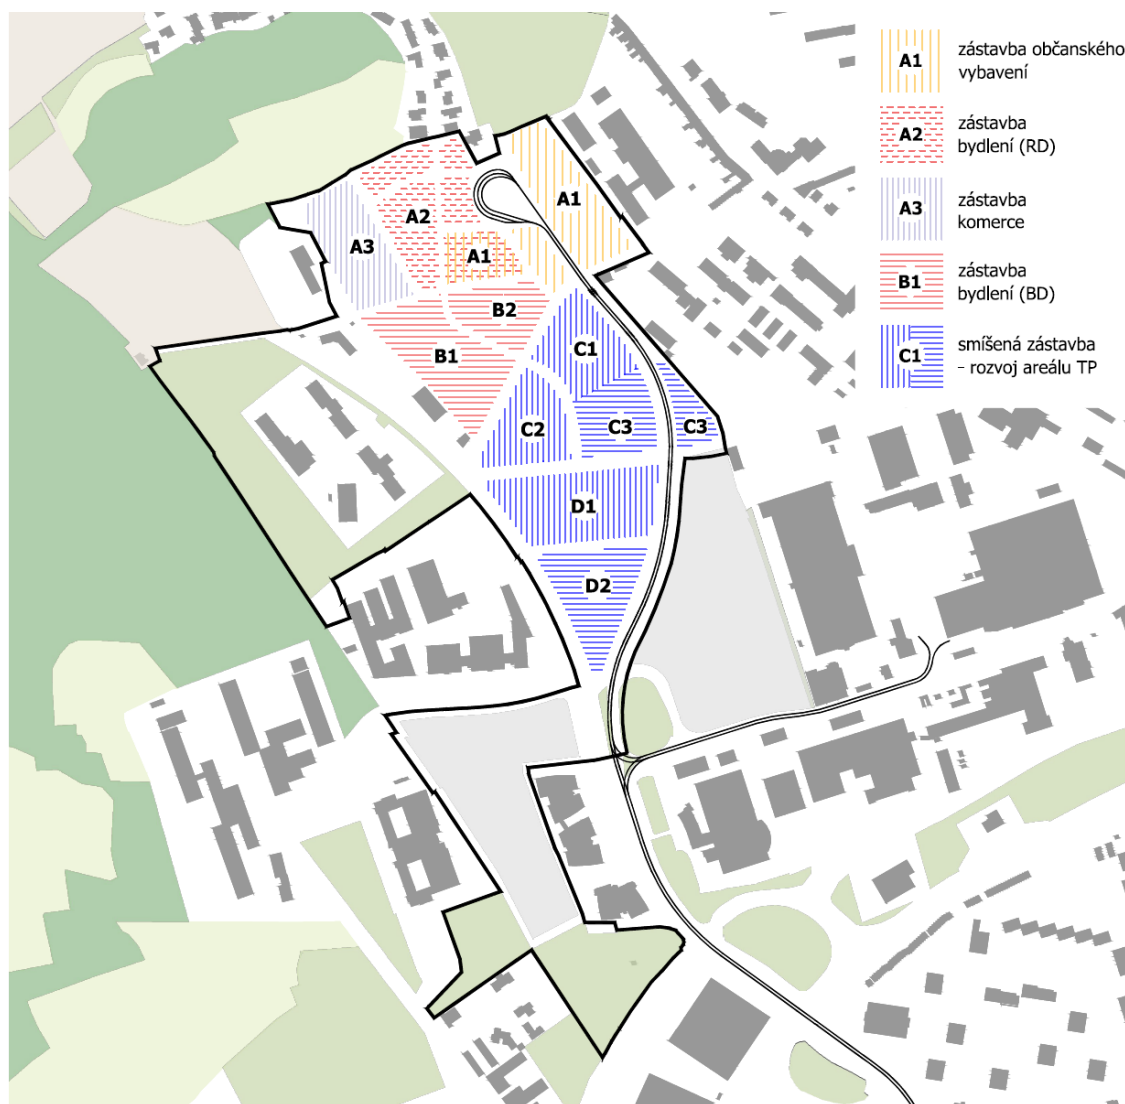 A1
zástavba občanského
vybavení
A2
zástavba
bydlení (RD)
A3
zástavba
komerce
B1
zástavba
bydlení (BD)
C1
smíšená zástavba
– rozvoj areálu TP
A1
A2
A3
A1
B2
B1
C1
C2
C3
C3
D1
D2